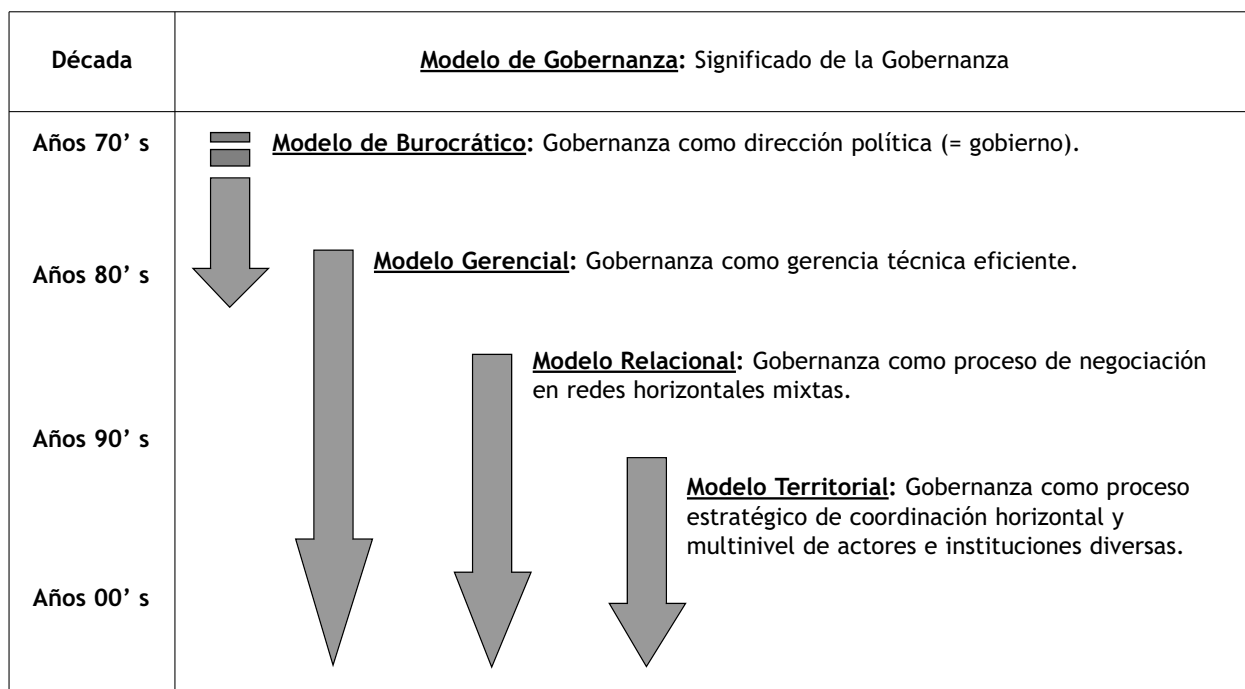 Década
Modelo de Gobernanza: Significado de la Gobernanza
Años 70’ s
Modelo de Burocrático: Gobernanza como dirección política (= gobierno).
Años 80’ s
Modelo Gerencial: Gobernanza como gerencia técnica eficiente.
Modelo Relacional: Gobernanza como proceso de negociación
en redes horizontales mixtas.
Años 90’ s
Modelo Territorial: Gobernanza como proceso
estratégico de coordinación horizontal y
multinivel de actores e instituciones diversas.
Años 00’ s